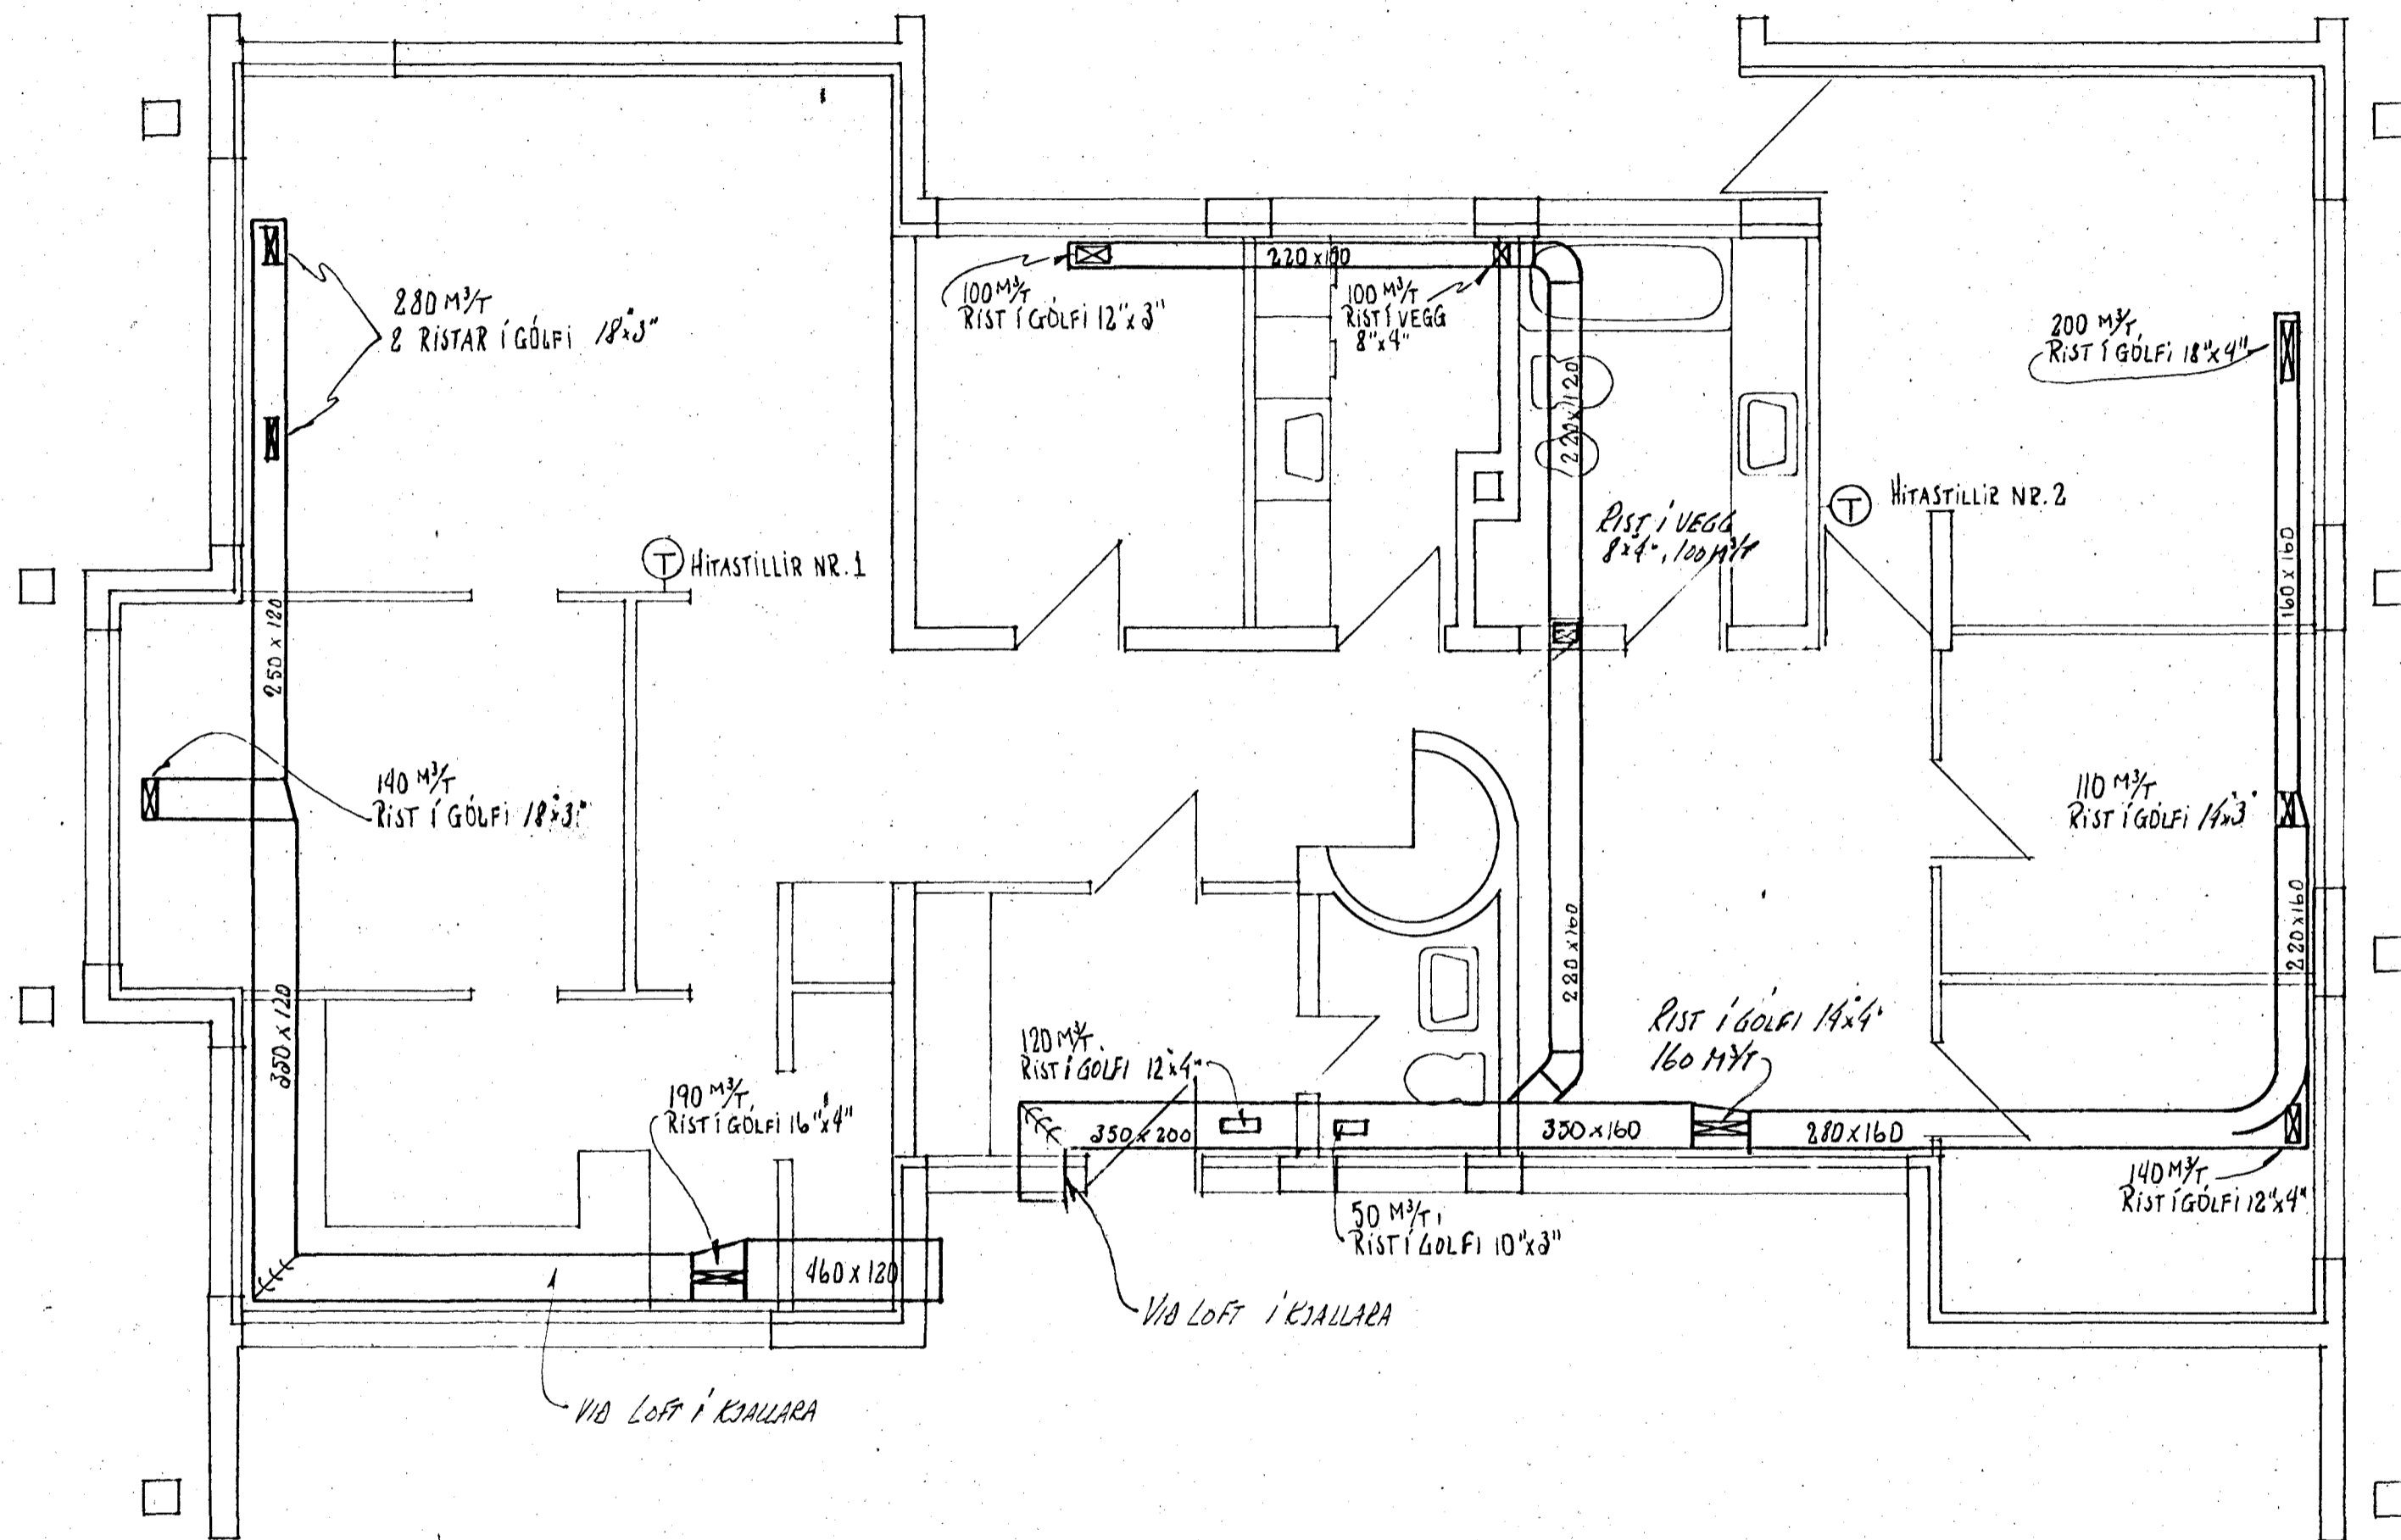 280 M³/T
2 RISTAR Í GÓLFI 18"x3"
HITASTILLIR NR. 1
250 x 120
140 M³/T
RIST Í GÓLFI 18"x3"
350 x 120
190 M³/T,
RIST Í GÓLFI 16"x4"
460 x 120
VIÐ LOFT Í KJALLARA
100 M³/T
RIST Í GÓLFI 12"x3"
220 x 100
100 M³/T
RIST Í VEGG
8"x4"
220 x 120
RIST Í VEGG
8"x4", 100 M³/T
HITASTILLIR NR. 2
200 M³/T,
RIST Í GÓLFI 18"x4"
160 x 160
110 M³/T
RIST Í GÓLFI 14"x3"
220 x 160
220 x 160
RIST Í GÓLFI 14"x4"
160 M³/T
120 M³/T.
RIST Í GÓLFI 12"x4"
350 x 200
350 x 160
280 x 160
140 M³/T,
RIST Í GÓLFI 12"x4"
50 M³/T,
RIST Í GÓLFI 10"x3"
VIÐ LOFT Í KJALLARA
T
T